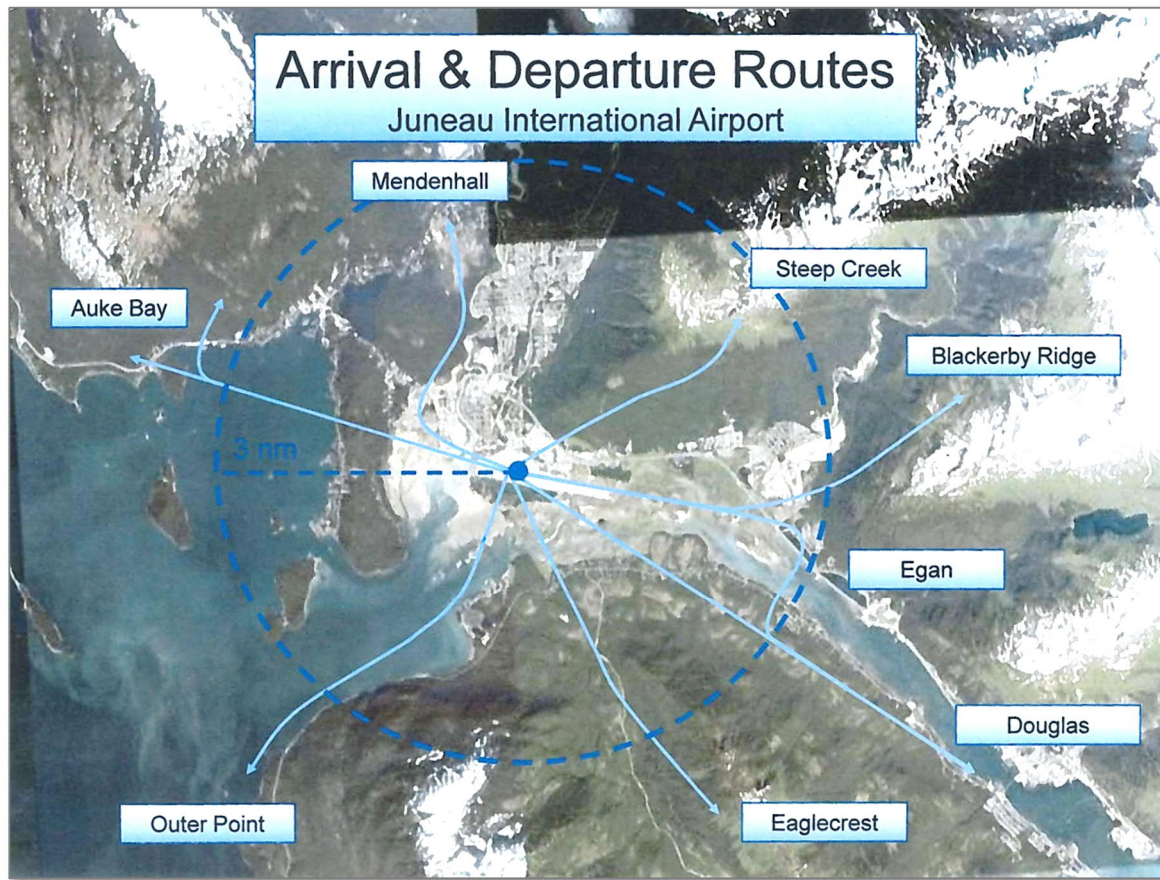 Arrival & Departure Routes
Juneau International Airport
Mendenhall
Steep Creek
Auke Bay
Blackerby Ridge
3 nm
Egan
Douglas
Outer Point
Eaglecrest